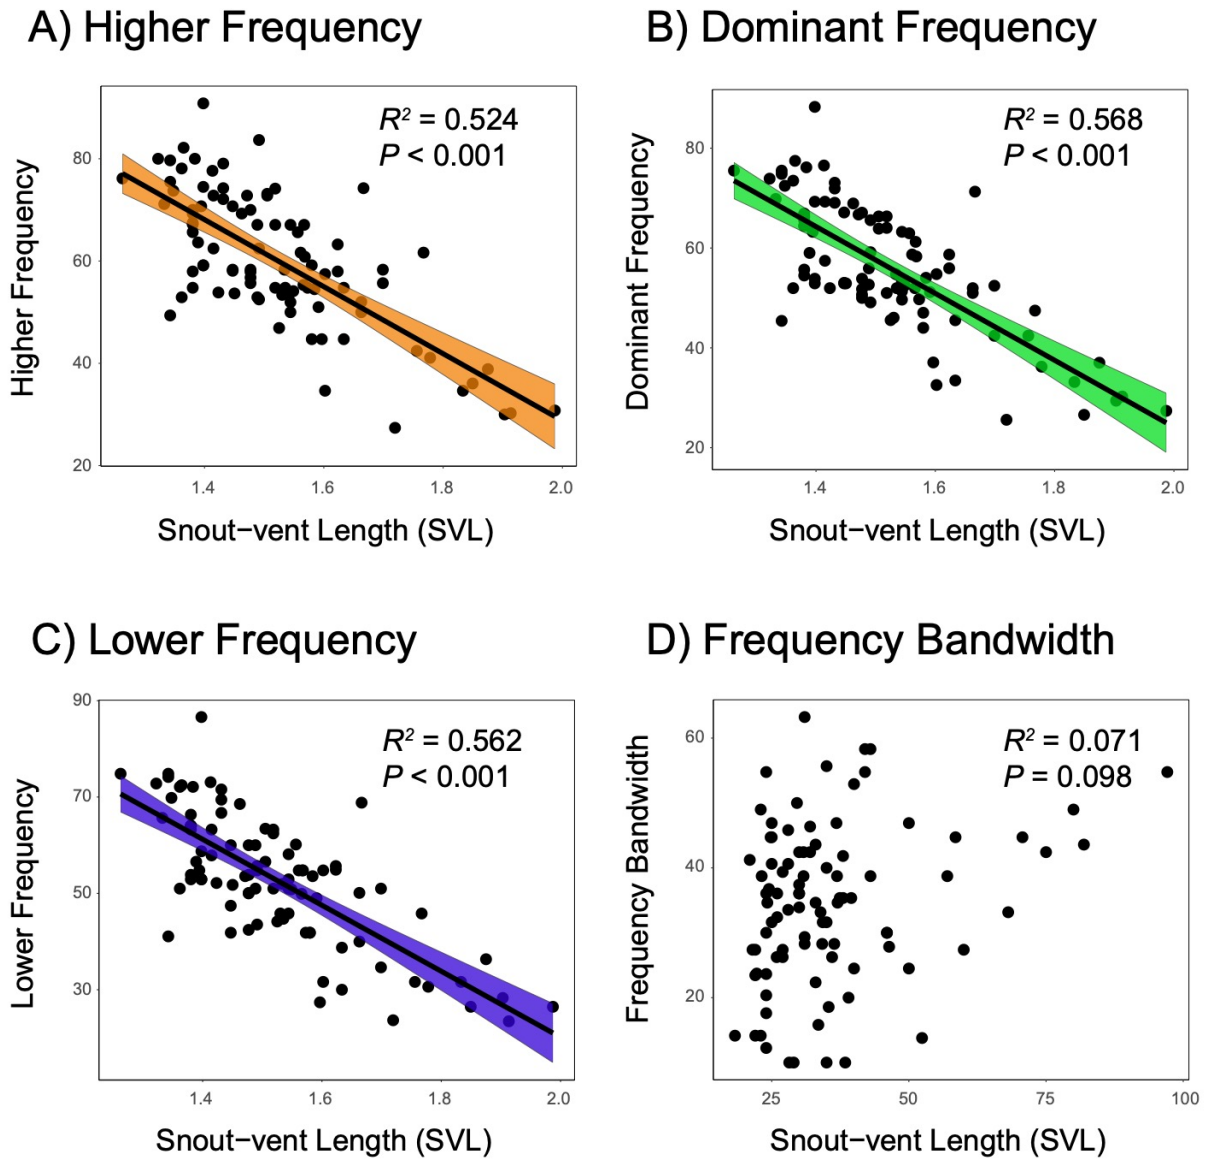 A) Higher Frequency
R² = 0.524
P < 0.001
Higher Frequency
80
60
40
20
1.4 1.6 1.8 2.0
Snout−vent Length (SVL)
B) Dominant Frequency
R² = 0.568
P < 0.001
Dominant Frequency
80
60
40
20
1.4 1.6 1.8 2.0
Snout−vent Length (SVL)
C) Lower Frequency
R² = 0.562
P < 0.001
Lower Frequency
90
70
50
30
1.4 1.6 1.8 2.0
Snout−vent Length (SVL)
D) Frequency Bandwidth
R² = 0.071
P = 0.098
Frequency Bandwidth
60
40
20
25 50 75 100
Snout−vent Length (SVL)